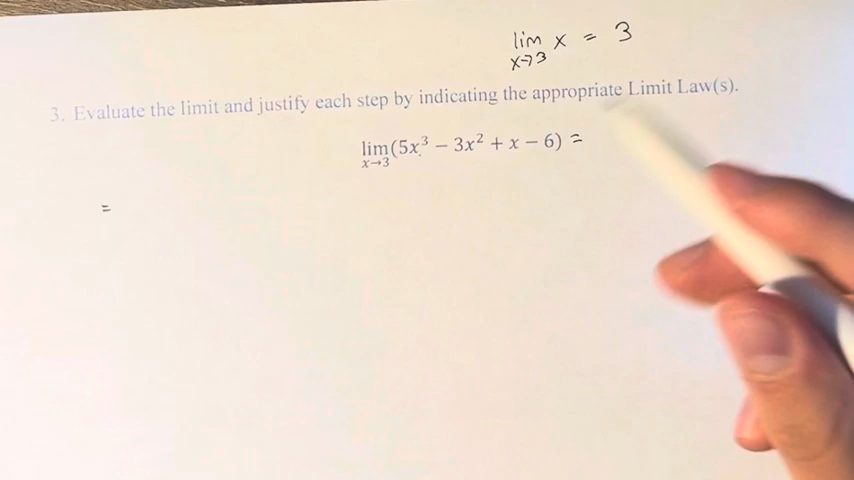 lim x = 3
x→3
3. Evaluate the limit and justify each step by indicating the appropriate Limit Law(s).
lim(5x³ − 3x² + x − 6) =
x→3
=